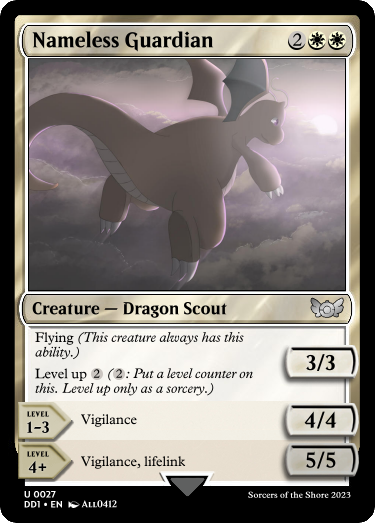 Nameless Guardian 2
Creature — Dragon Scout
Flying (This creature always has this
ability.)
Level up 2 (2: Put a level counter on
this. Level up only as a sorcery.)
3/3
LEVEL
1-3
Vigilance
4/4
LEVEL
4+
Vigilance, lifelink
5/5
U 0027
DD1 • EN ALL0412
Sorcers of the Shore 2023